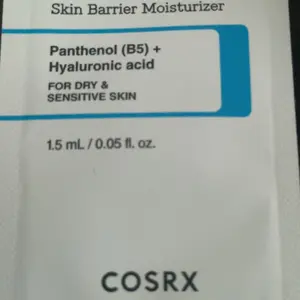 Skin Barrier Moisturizer
Panthenol (B5) +
Hyaluronic acid
FOR DRY &
SENSITIVE SKIN
1.5 mL / 0.05 fl. oz.
COSRX